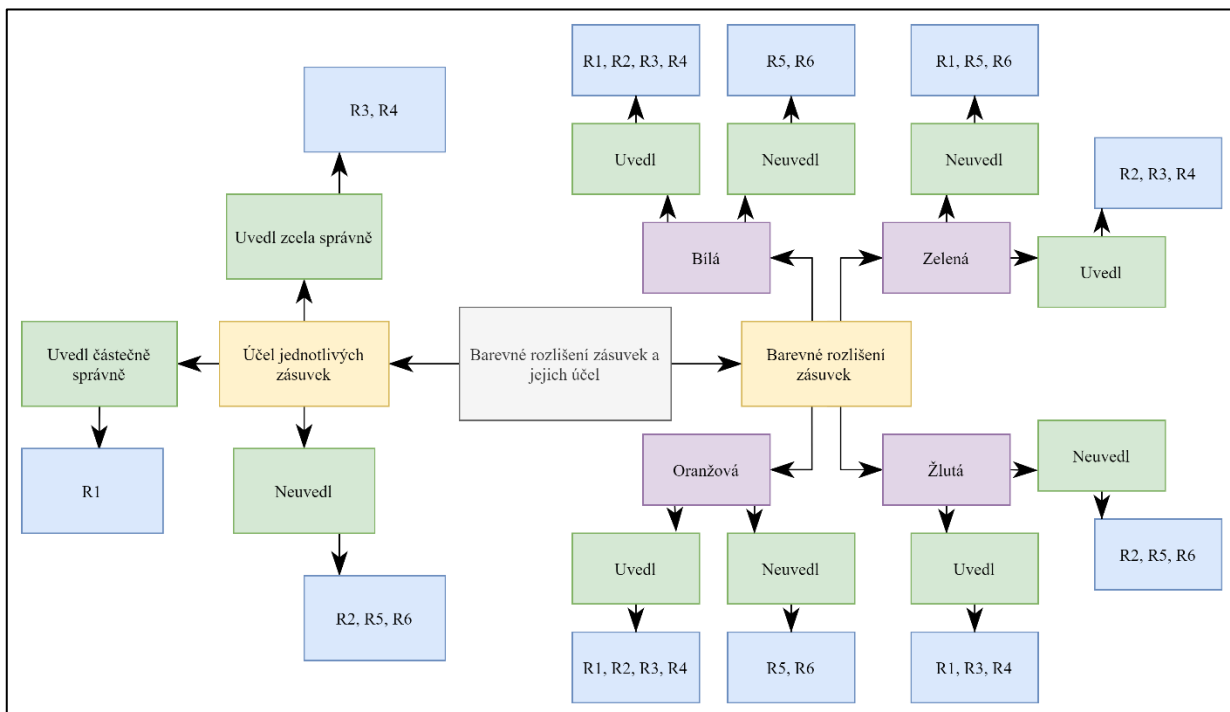 R1, R2, R3, R4
R5, R6
R1, R5, R6
R3, R4
Uvedl
Neuvedl
Neuvedl
R2, R3, R4
Uvedl zcela správně
Bílá
Zelená
Uvedl
Uvedl částečně
správně
Účel jednotlivých
zásuvek
Barevné rozlišení zásuvek a
jejich účel
Barevné rozlišení
zásuvek
R1
Neuvedl
Oranžová
Žlutá
Neuvedl
Uvedl
Neuvedl
Uvedl
R2, R5, R6
R2, R5, R6
R1, R2, R3, R4
R5, R6
R1, R3, R4